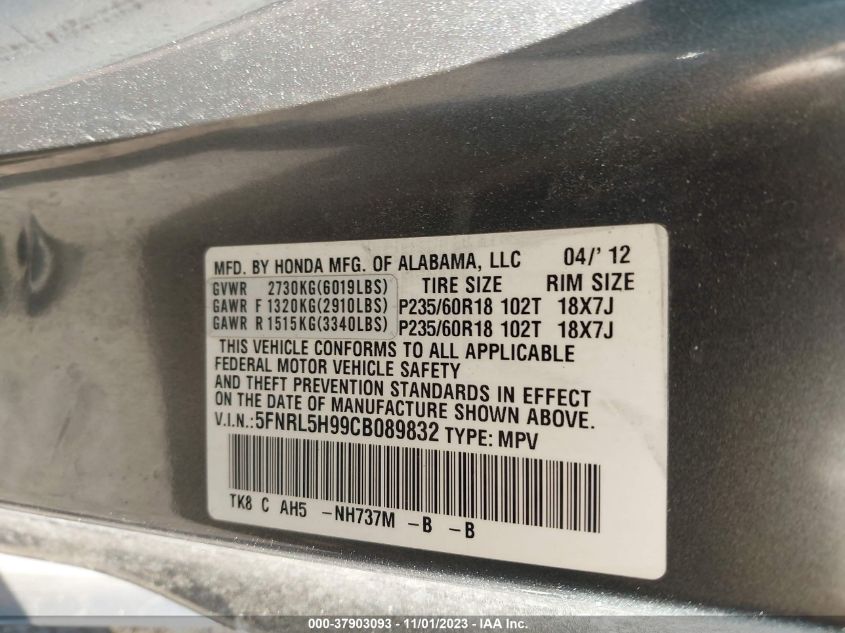 MFD. BY HONDA MFG. OF ALABAMA, LLC 04/' 12
GVWR 2730KG(6019LBS) TIRE SIZE RIM SIZE
GAWR F 1320KG(2910LBS) P235/60R18 102T 18X7J
GAWR R 1515KG(3340LBS) P235/60R18 102T 18X7J
THIS VEHICLE CONFORMS TO ALL APPLICABLE
FEDERAL MOTOR VEHICLE SAFETY
AND THEFT PREVENTION STANDARDS IN EFFECT
ON THE DATE OF MANUFACTURE SHOWN ABOVE.
V.I.N.: 5FNRL5H99CB089832 TYPE: MPV
TK8 C AH5 -NH737M -B -B
000-37903093 - 11/01/2023 - IAA Inc.